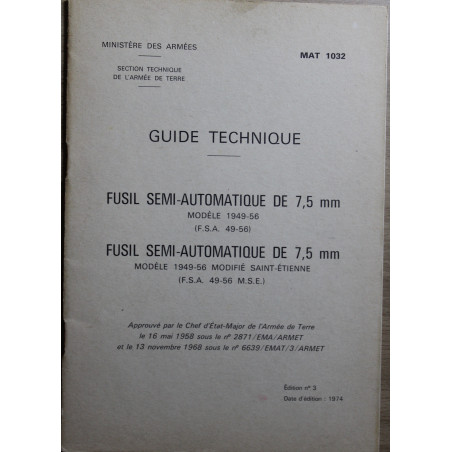 MINISTÈRE DES ARMÉES
MAT 1032
SECTION TECHNIQUE
DE L'ARMÉE DE TERRE
GUIDE TECHNIQUE
FUSIL SEMI-AUTOMATIQUE DE 7,5 mm
MODÈLE 1949-56
(F.S.A. 49-56)
FUSIL SEMI-AUTOMATIQUE DE 7,5 mm
MODÈLE 1949-56 MODIFIÉ SAINT-ÉTIENNE
(F.S.A. 49-56 M.S.E.)
Approuvé par le Chef d'État-Major de l'Armée de Terre
le 16 mai 1958 sous le n° 2871/EMA/ARMET
et le 13 novembre 1968 sous le n° 6639/EMAT/3/ARMET
Édition n° 3
Date d'édition : 1974